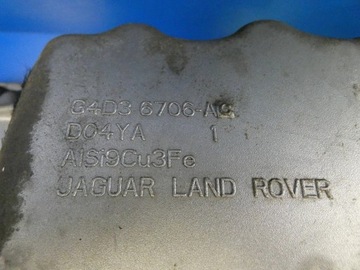 G4D3 6706-AC
D04YA 1
AlSi9Cu3Fe
JAGUAR LAND ROVER